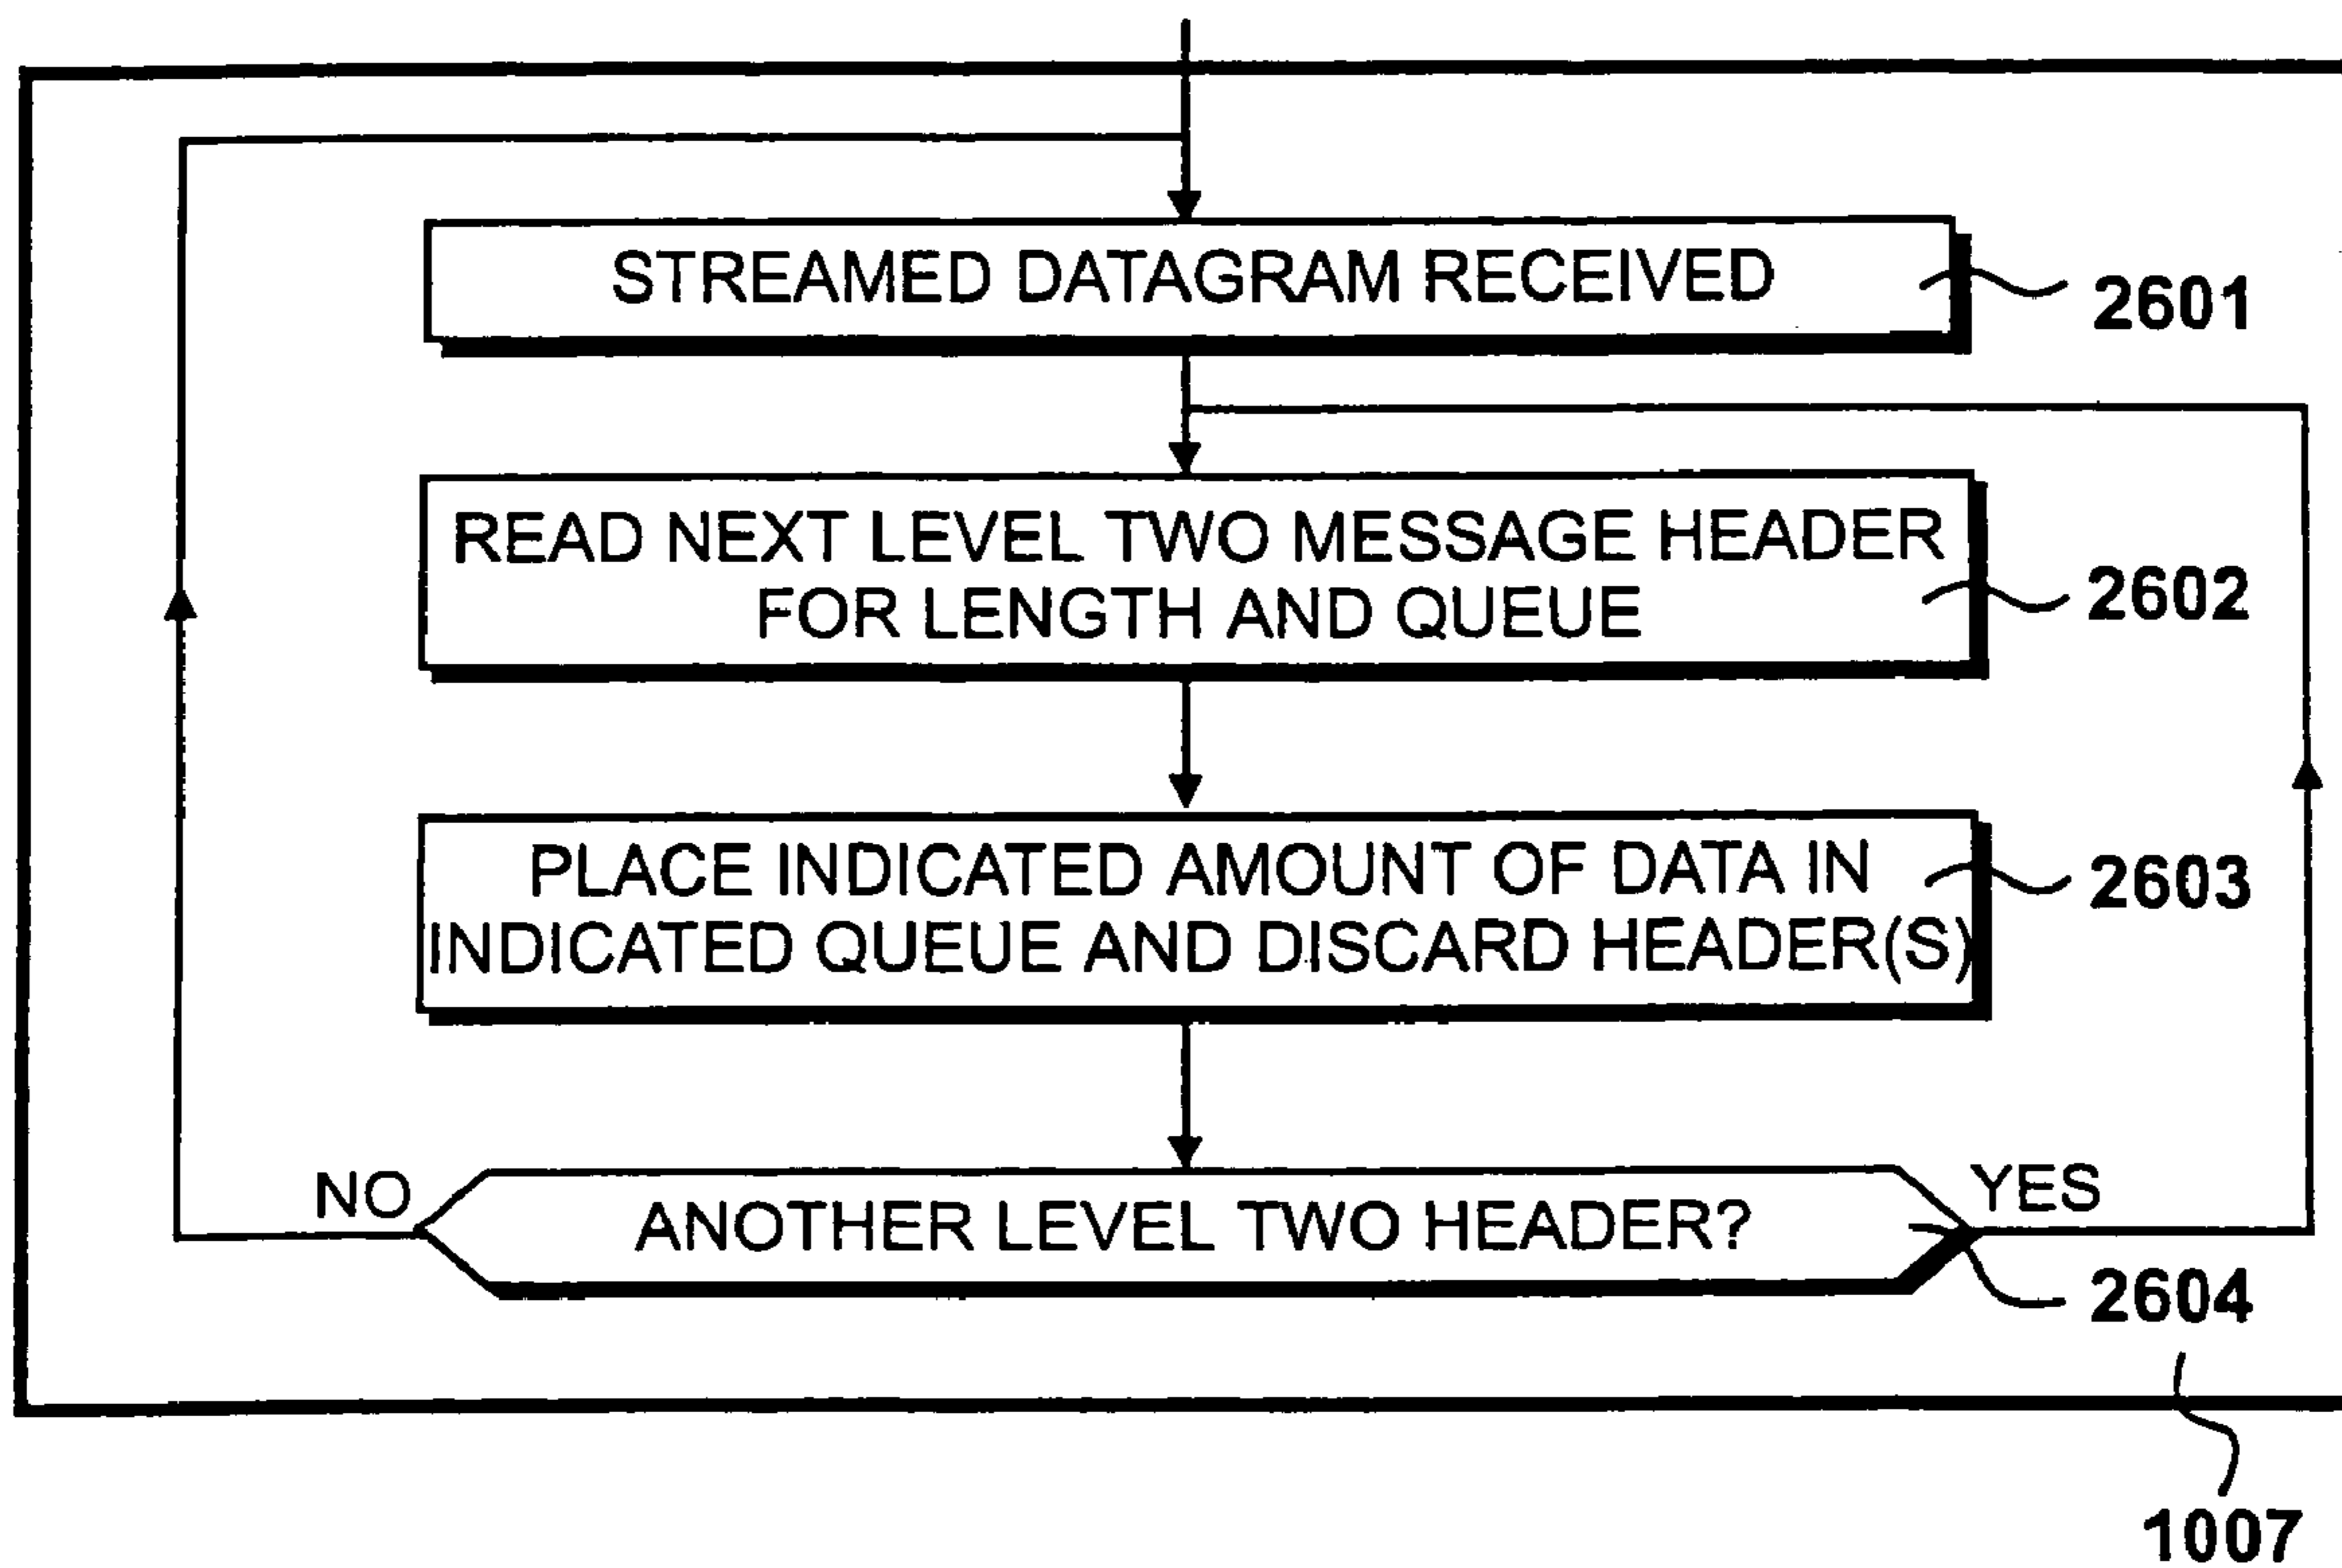 STREAMED DATAGRAM RECEIVED
2601
READ NEXT LEVEL TWO MESSAGE HEADER
FOR LENGTH AND QUEUE
2602
PLACE INDICATED AMOUNT OF DATA IN
INDICATED QUEUE AND DISCARD HEADER(S)
2603
NO
ANOTHER LEVEL TWO HEADER?
YES
2604
1007